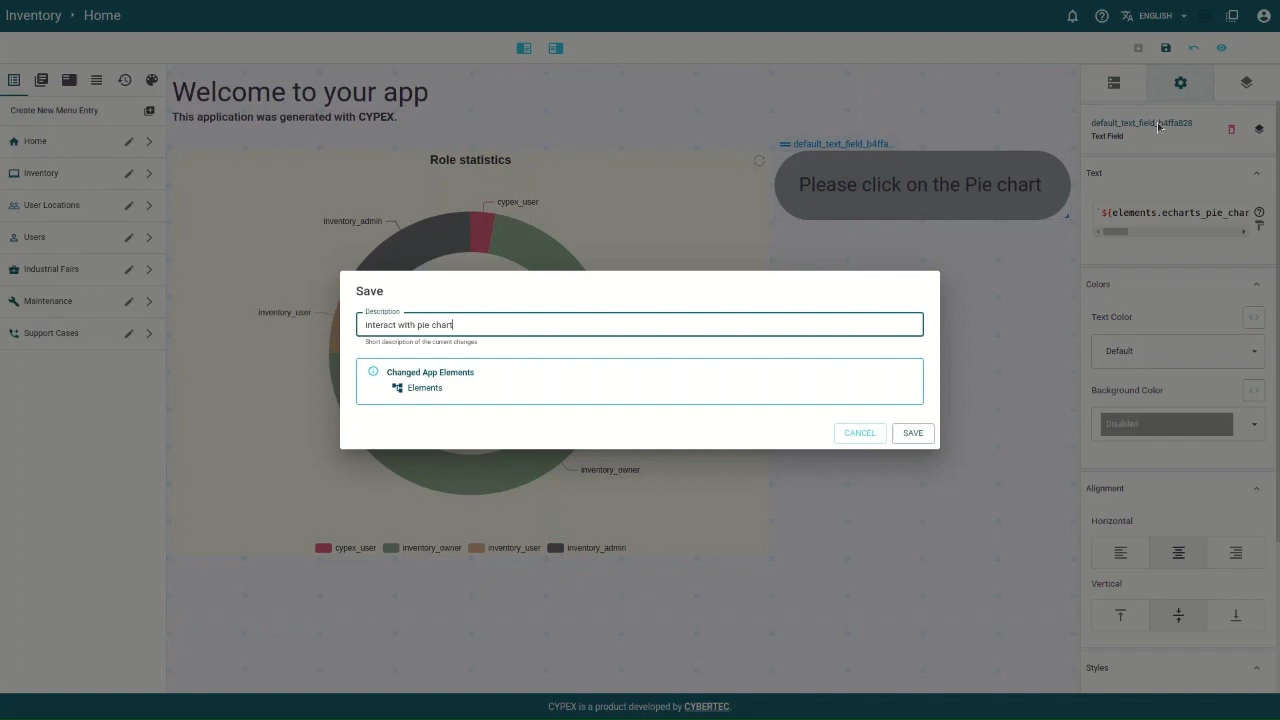 Inventory › Home
ENGLISH
Create New Menu Entry
Home
Inventory
User Locations
Users
Industrial Fairs
Maintenance
Support Cases
Welcome to your app
This application was generated with CYPEX.
Role statistics
cypex_user
inventory_admin
inventory_user
inventory_owner
cypex_user
inventory_owner
inventory_user
inventory_admin
default_text_field_b4ffa...
Please click on the Pie chart
Save
Description
interact with pie chart
Short description of the current changes
Changed App Elements
Elements
CANCEL
SAVE
default_text_field_b4ffa828
Text Field
Text
`${elements.echarts_pie_char
Colors
Text Color
Default
Background Color
Disabled
Alignment
Horizontal
Vertical
Styles
CYPEX is a product developed by CYBERTEC.